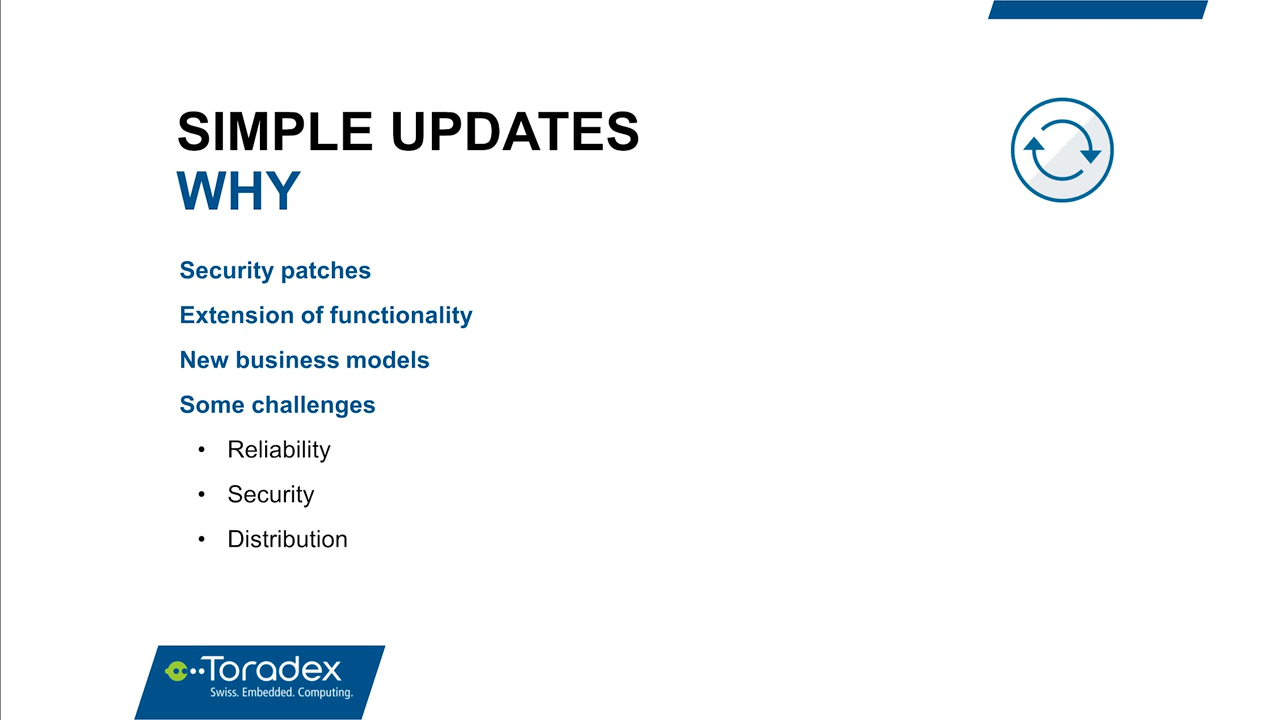 SIMPLE UPDATES
WHY
Security patches
Extension of functionality
New business models
Some challenges
• Reliability
• Security
• Distribution
Toradex
Swiss. Embedded. Computing.